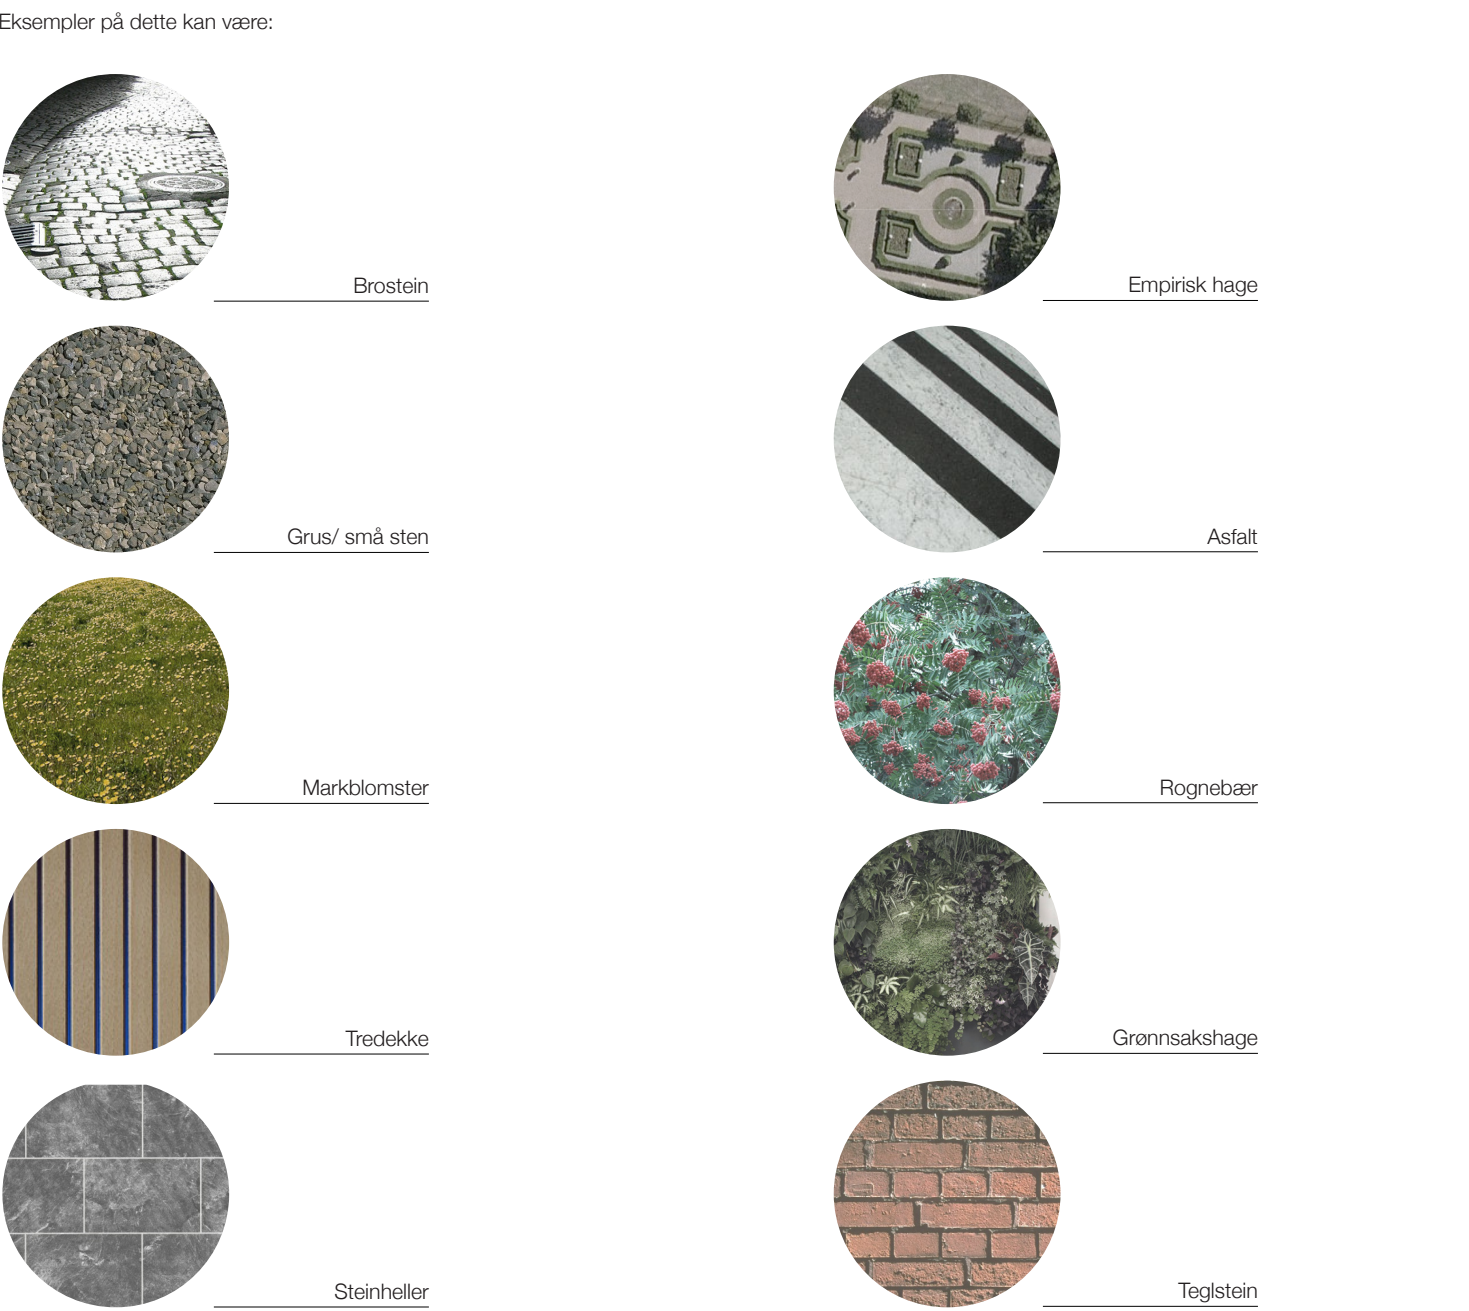 Eksempler på dette kan være:
Brostein
Empirisk hage
Grus/ små sten
Asfalt
Markblomster
Rognebær
Tredekke
Grønnsakshage
Steinheller
Teglstein